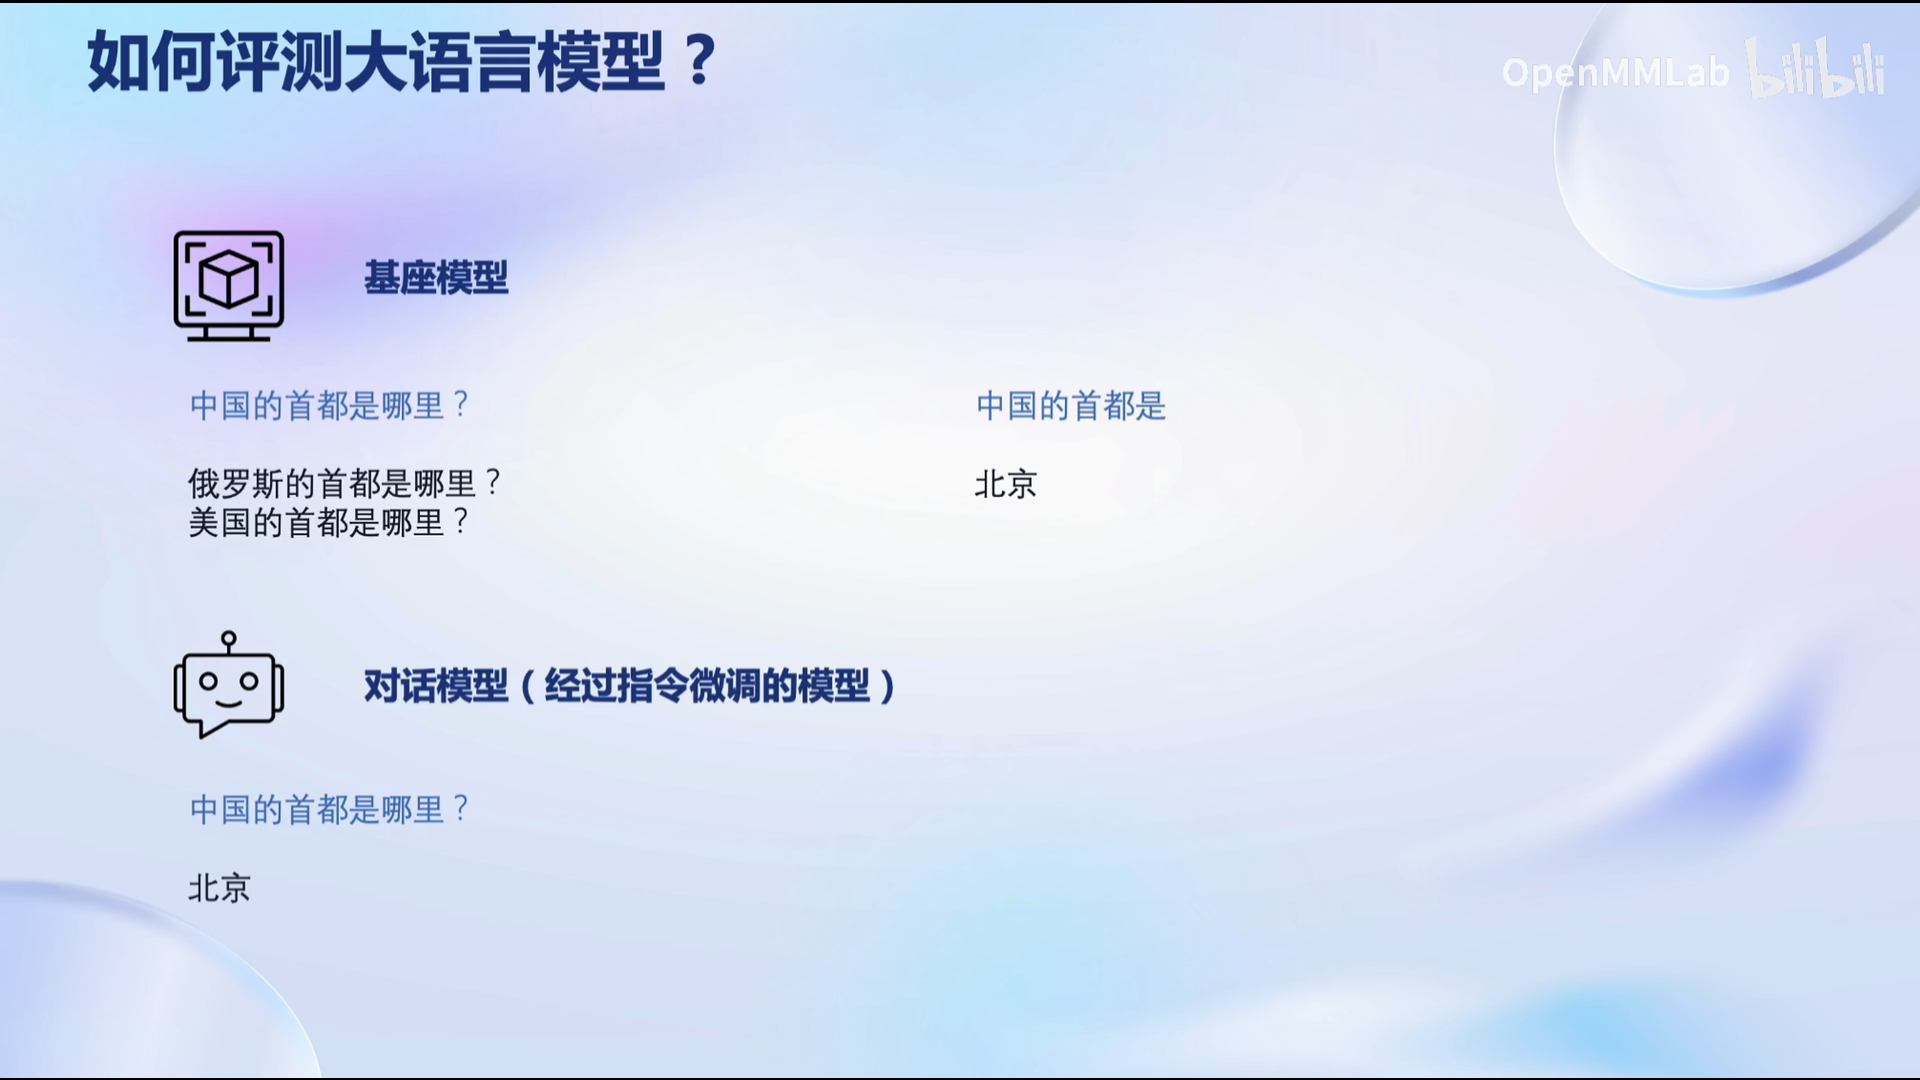 如何评测大语言模型？
OpenMMLab bilibili
基座模型
中国的首都是哪里？
俄罗斯的首都是哪里？
美国的首都是哪里？
中国的首都是
北京
对话模型（经过指令微调的模型）
中国的首都是哪里？
北京